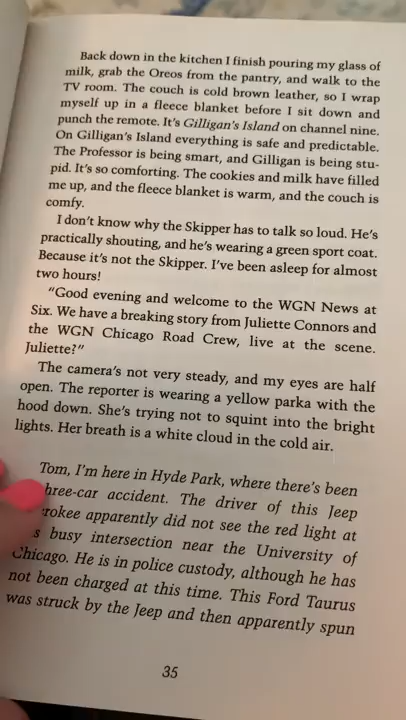 Back down in the kitchen I finish pouring my glass of
milk, grab the Oreos from the pantry, and walk to the
TV room. The couch is cold brown leather, so I wrap
myself up in a fleece blanket before I sit down and
punch the remote. It's Gilligan's Island on channel nine.
On Gilligan's Island everything is safe and predictable.
The Professor is being smart, and Gilligan is being stu-
pid. It's so comforting. The cookies and milk have filled
me up, and the fleece blanket is warm, and the couch is
comfy.
I don't know why the Skipper has to talk so loud. He's
practically shouting, and he's wearing a green sport coat.
Because it's not the Skipper. I've been asleep for almost
two hours!
"Good evening and welcome to the WGN News at
Six. We have a breaking story from Juliette Connors and
the WGN Chicago Road Crew, live at the scene.
Juliette?"
The camera's not very steady, and my eyes are half
open. The reporter is wearing a yellow parka with the
hood down. She's trying not to squint into the bright
lights. Her breath is a white cloud in the cold air.
Tom, I'm here in Hyde Park, where there's been
hree-car accident. The driver of this Jeep
rokee apparently did not see the red light at
s busy intersection near the University of
Chicago. He is in police custody, although he has
not been charged at this time. This Ford Taurus
was struck by the Jeep and then apparently spun
35